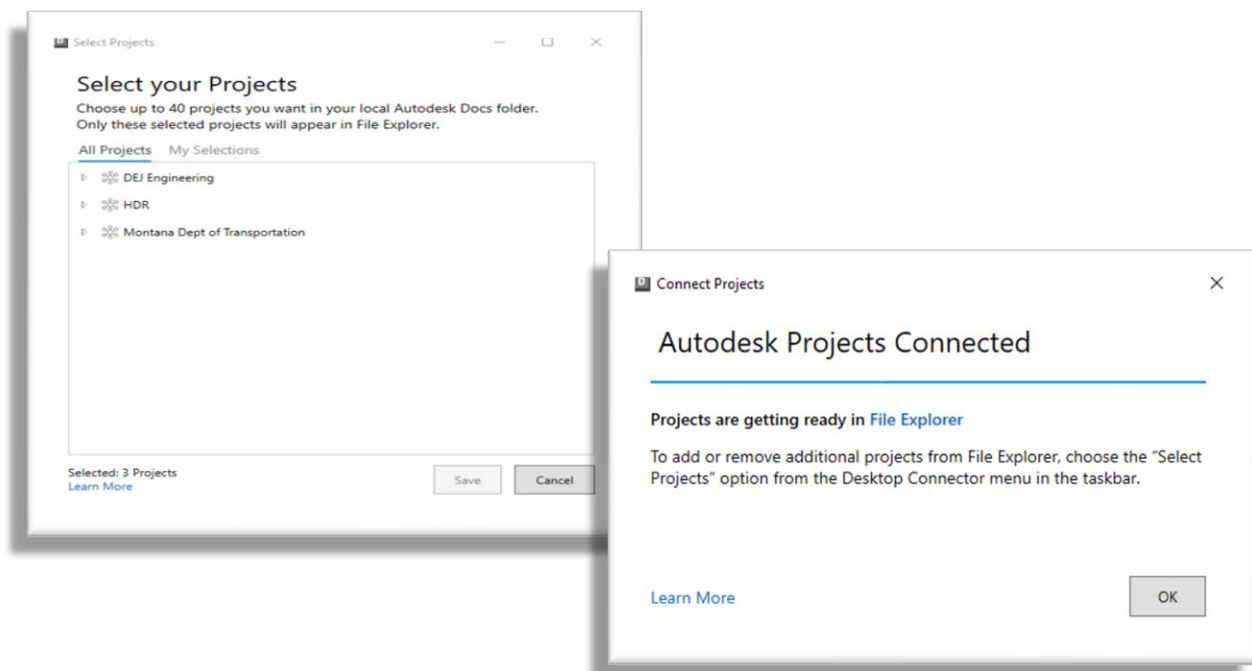 Select Projects
Select your Projects
Choose up to 40 projects you want in your local Autodesk Docs folder.
Only these selected projects will appear in File Explorer.
All Projects My Selections
DEJ Engineering
HDR
Montana Dept of Transportation
Selected: 3 Projects
Learn More
Save Cancel
D Connect Projects
Autodesk Projects Connected
Projects are getting ready in File Explorer
To add or remove additional projects from File Explorer, choose the “Select
Projects” option from the Desktop Connector menu in the taskbar.
Learn More
OK